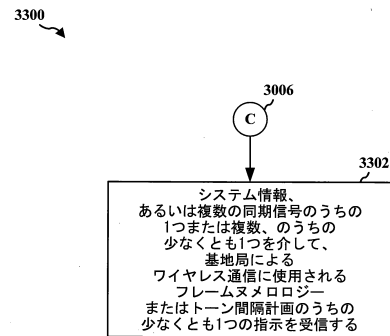 3300
3006
C
3302
システム情報、
あるいは複数の同期信号のうちの
1つまたは複数、のうちの
少なくとも1つを介して、
基地局による
ワイヤレス通信に使用される
フレームヌメロロジー
またはトーン間隔計画のうちの
少なくとも1つの指示を受信する